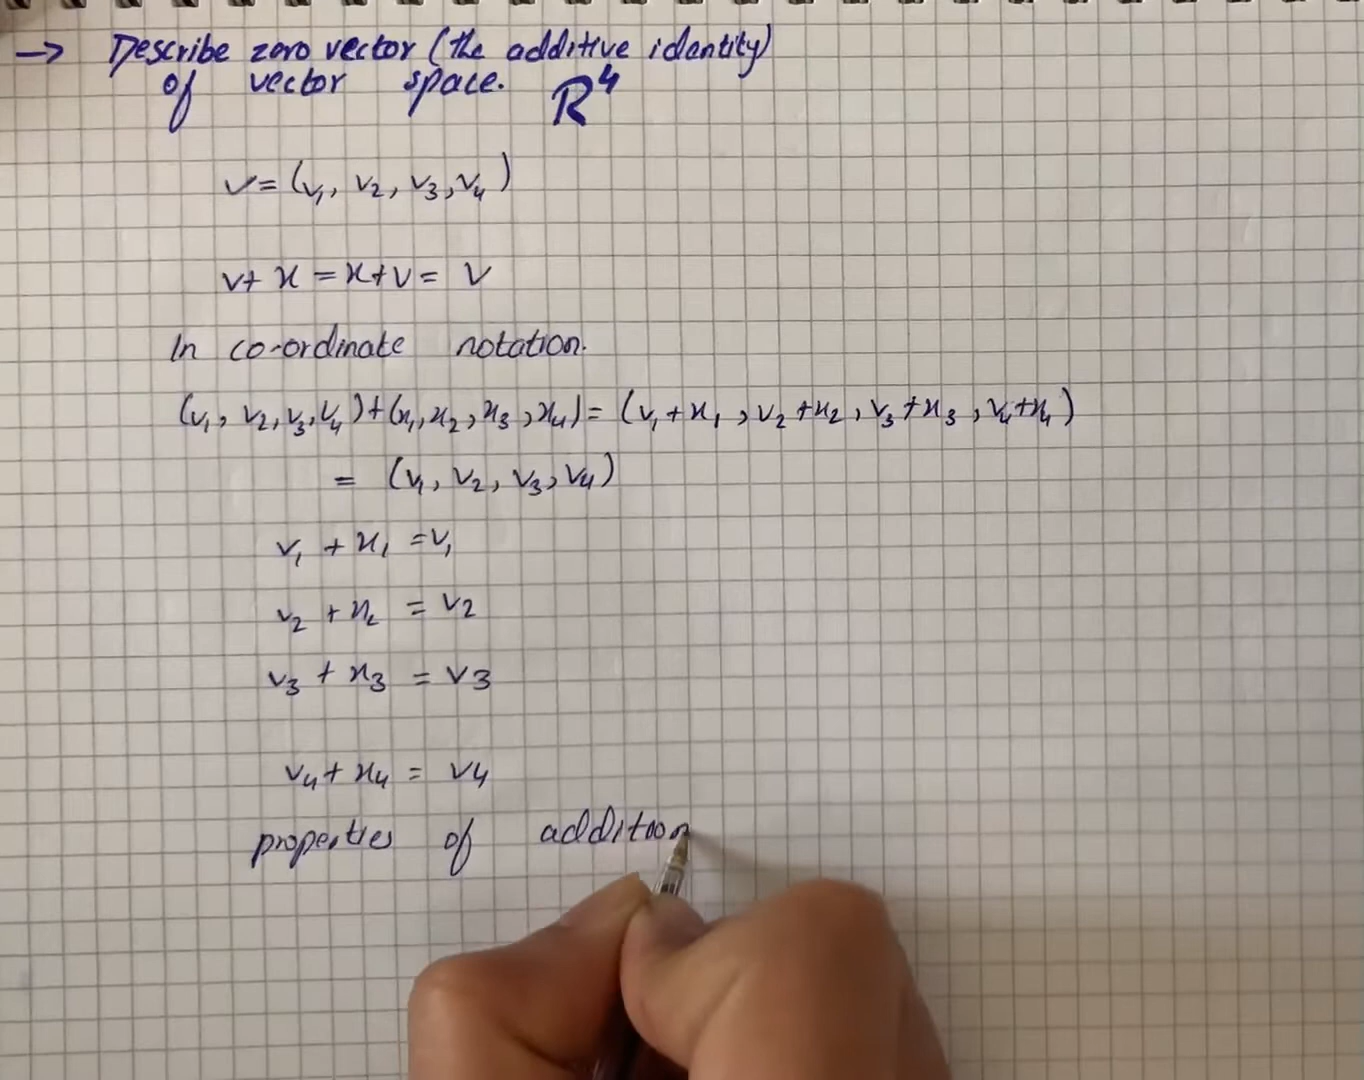 → Describe zero vector (the additive identity)
of vector space. R⁴
v = (v₁, v₂, v₃, v₄)
v + x = x + v = v
In co-ordinate notation.
(v₁, v₂, v₃, v₄) + (x₁, x₂, x₃, x₄) = (v₁ + x₁, v₂ + x₂, v₃ + x₃, v₄ + x₄)
= (v₁, v₂, v₃, v₄)
v₁ + x₁ = v₁
v₂ + x₂ = v₂
v₃ + x₃ = v₃
v₄ + x₄ = v₄
properties of addition